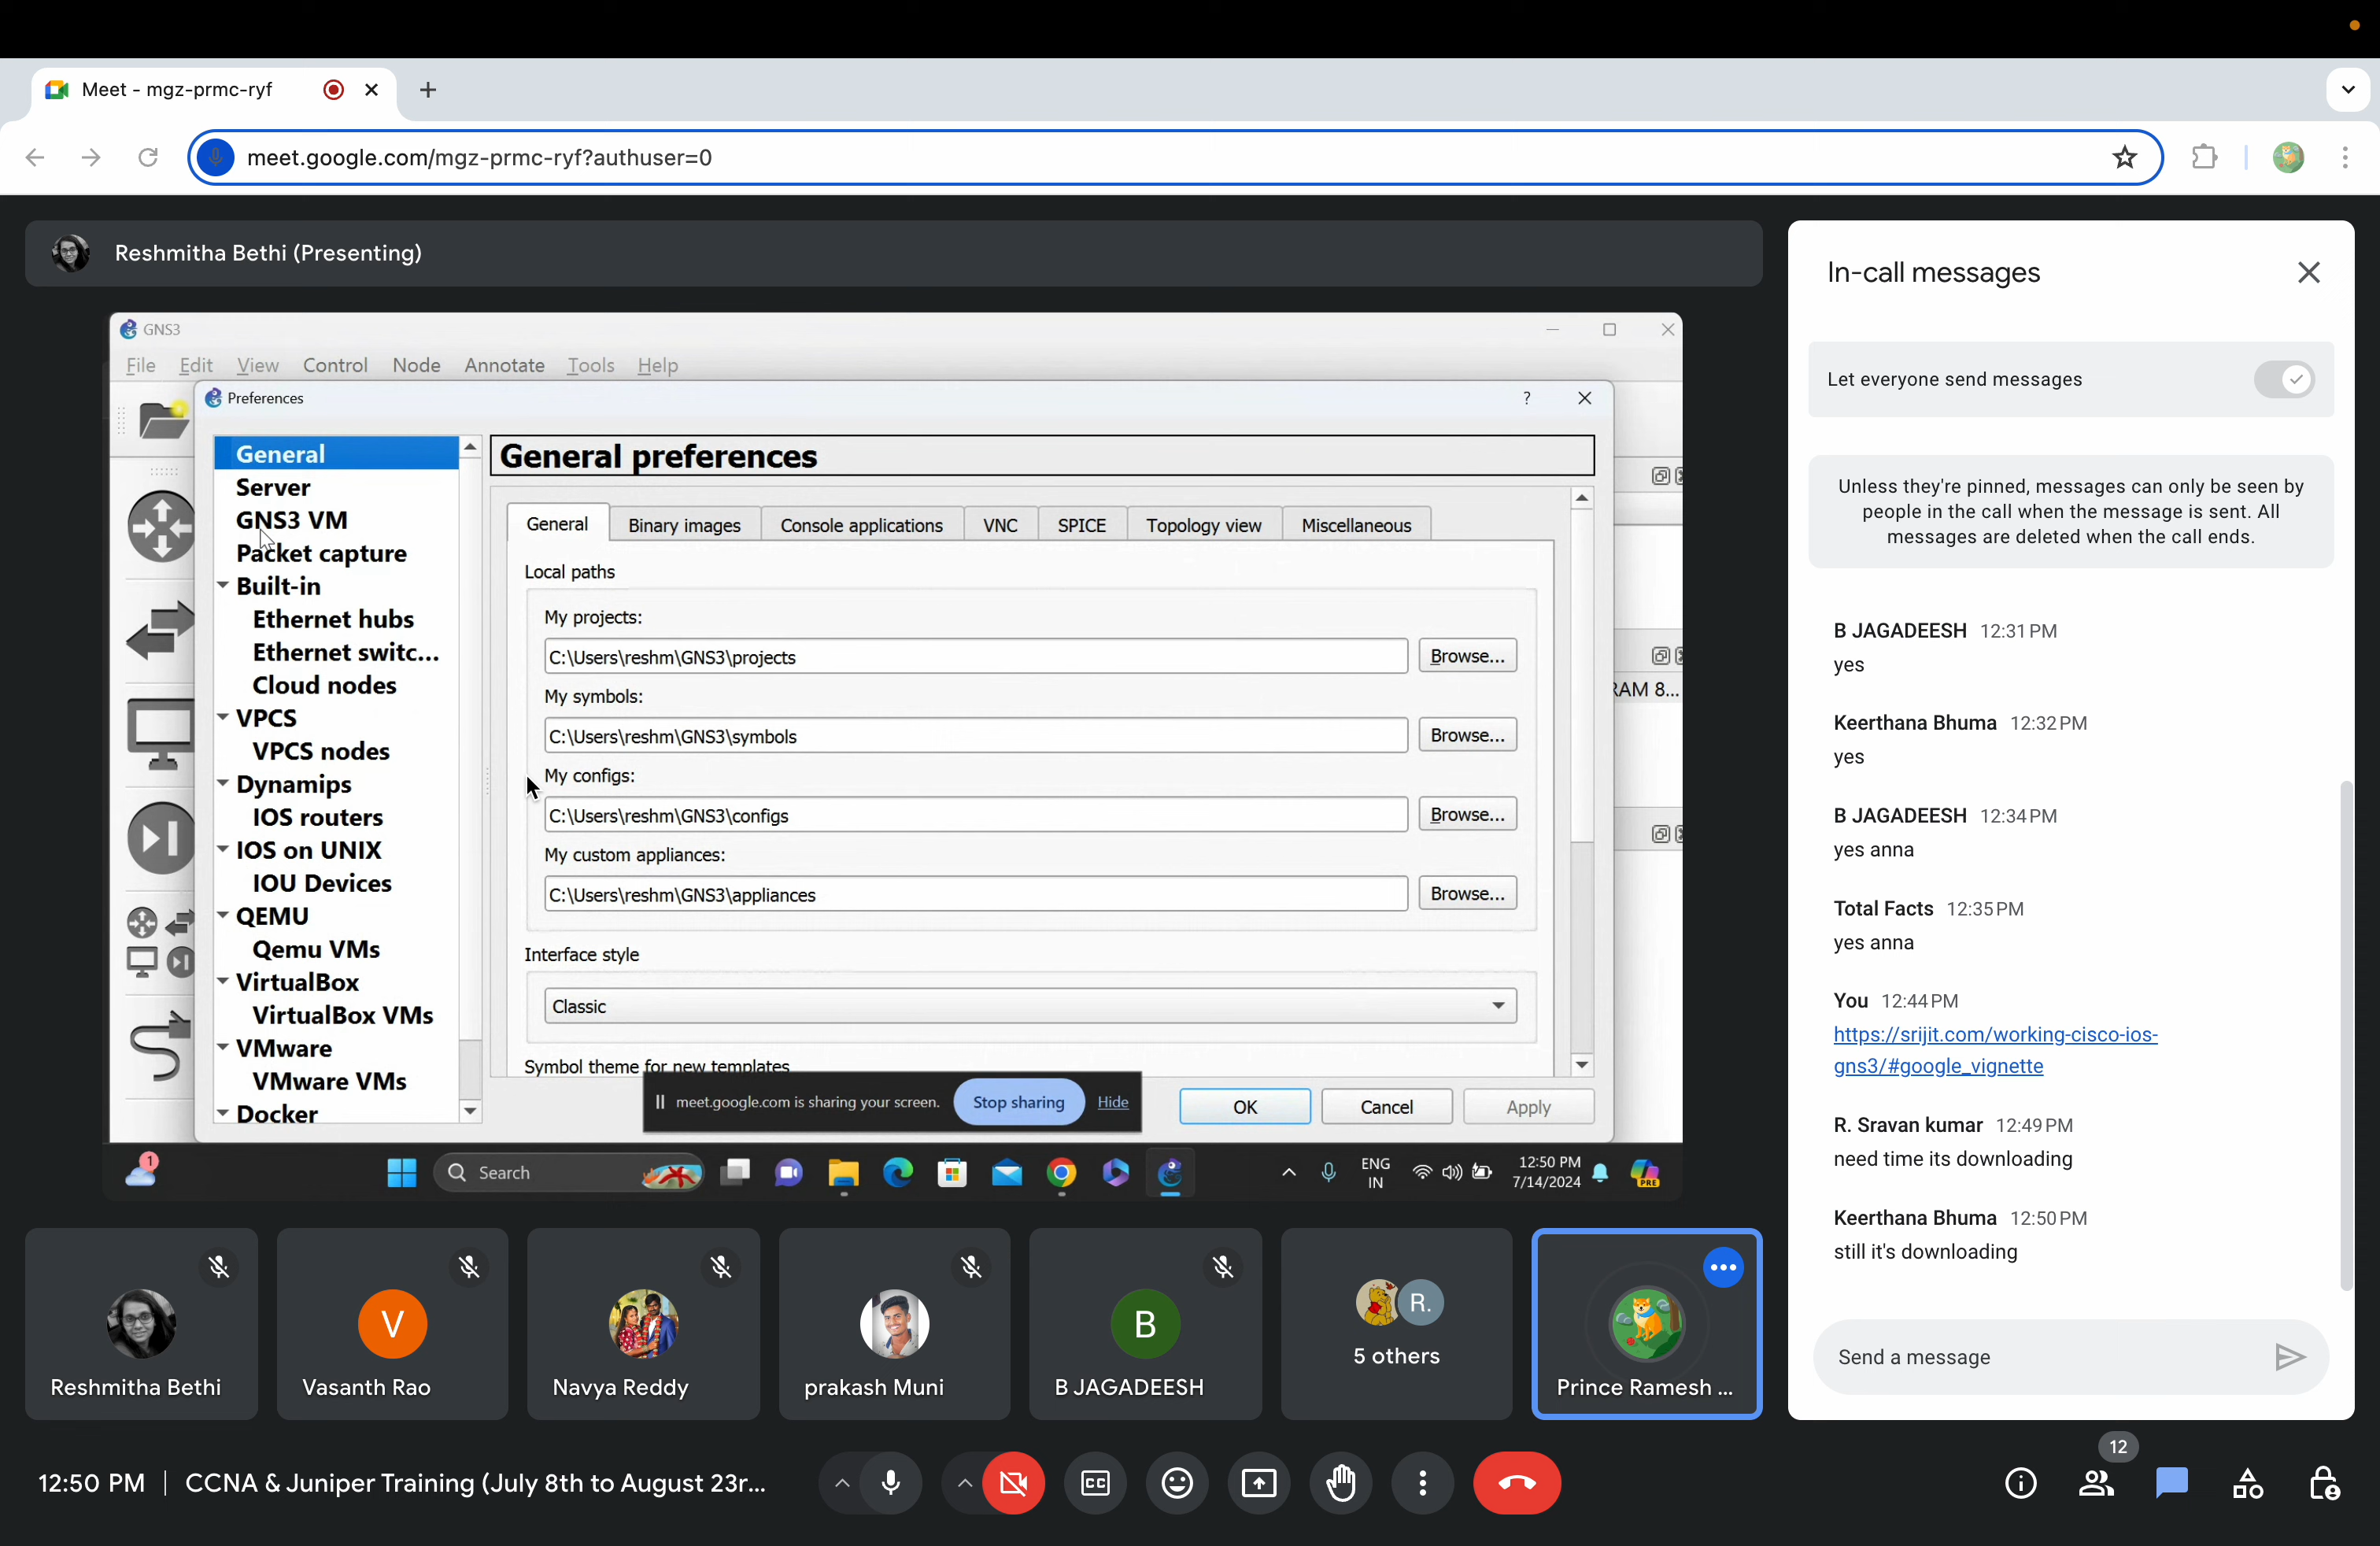 Meet - mgz-prmc-ryf
meet.google.com/mgz-prmc-ryf?authuser=0
Reshmitha Bethi (Presenting)
GNS3
File Edit View Control Node Annotate Tools Help
Preferences
?
General
Server
GNS3 VM
Packet capture
Built-in
Ethernet hubs
Ethernet switc...
Cloud nodes
VPCS
VPCS nodes
Dynamips
IOS routers
IOS on UNIX
IOU Devices
QEMU
Qemu VMs
VirtualBox
VirtualBox VMs
VMware
VMware VMs
Docker
General preferences
General Binary images Console applications VNC SPICE Topology view Miscellaneous
Local paths
My projects:
C:\Users\reshm\GNS3\projects Browse...
My symbols:
C:\Users\reshm\GNS3\symbols Browse...
My configs:
C:\Users\reshm\GNS3\configs Browse...
My custom appliances:
C:\Users\reshm\GNS3\appliances Browse...
Interface style
Classic
Symbol theme for new templates
RAM 8...
meet.google.com is sharing your screen. Stop sharing Hide
OK Cancel Apply
1
Search
ENG
IN
12:50 PM
7/14/2024
PRE
Reshmitha Bethi
V
Vasanth Rao
Navya Reddy
prakash Muni
B
B JAGADEESH
R.
5 others
Prince Ramesh ...
In-call messages
Let everyone send messages
Unless they're pinned, messages can only be seen by
people in the call when the message is sent. All
messages are deleted when the call ends.
B JAGADEESH 12:31 PM
yes
Keerthana Bhuma 12:32 PM
yes
B JAGADEESH 12:34 PM
yes anna
Total Facts 12:35 PM
yes anna
You 12:44 PM
https://srijit.com/working-cisco-ios-
gns3/#google_vignette
R. Sravan kumar 12:49 PM
need time its downloading
Keerthana Bhuma 12:50 PM
still it's downloading
Send a message
12:50 PM | CCNA & Juniper Training (July 8th to August 23r...
CC
12